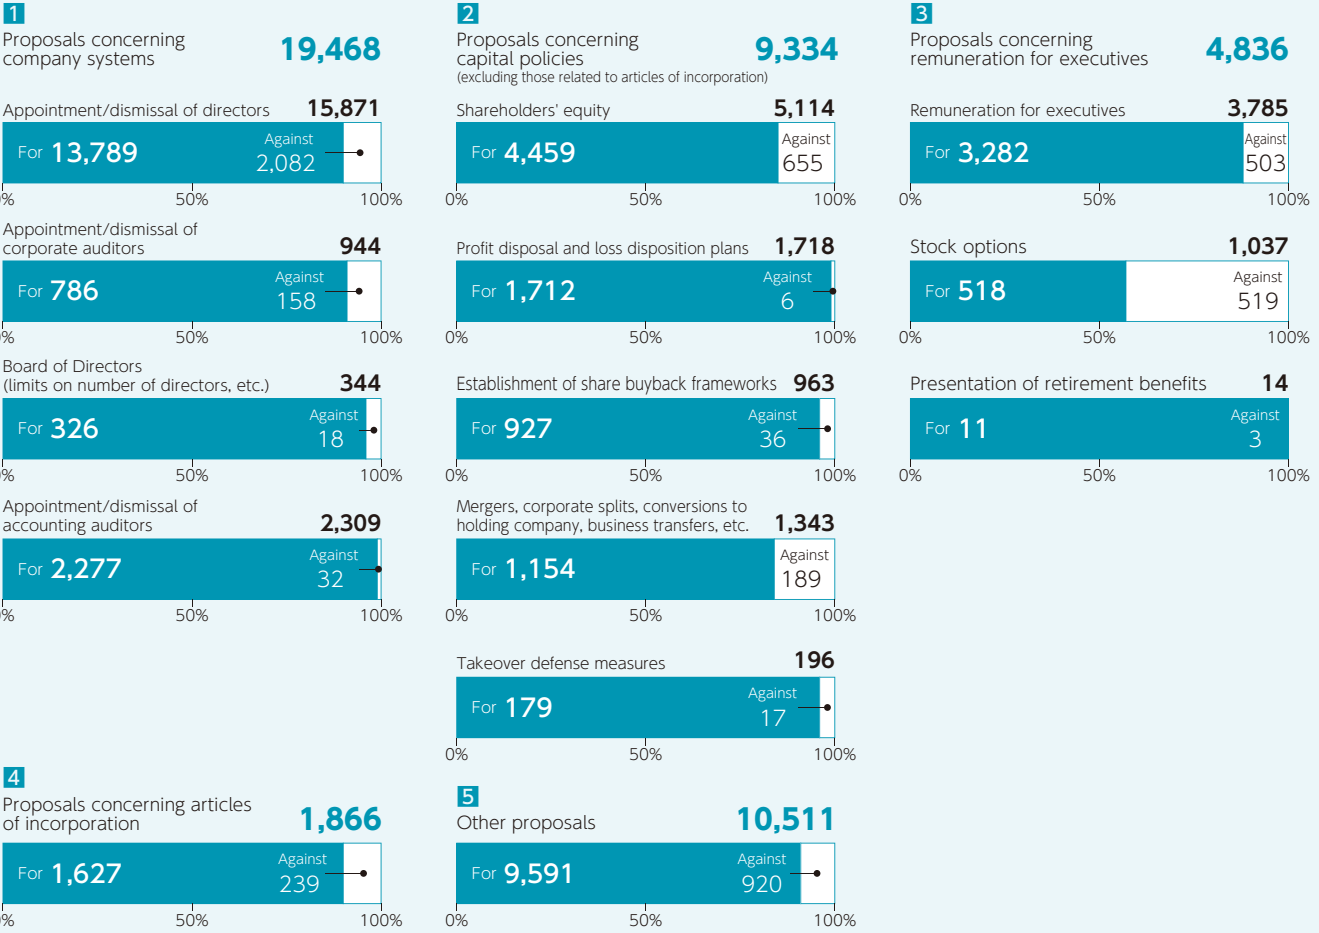 1
Proposals concerning
company systems
19,468
Appointment/dismissal of directors 15,871
For 13,789
Against
2,082
0% 50% 100%
Appointment/dismissal of
corporate auditors 944
For 786
Against
158
% 50% 100%
Board of Directors
(limits on number of directors, etc.) 344
For 326
Against
18
% 50% 100%
Appointment/dismissal of
accounting auditors 2,309
For 2,277
Against
32
% 50% 100%
2
Proposals concerning
capital policies
(excluding those related to articles of incorporation)
9,334
Shareholders' equity 5,114
For 4,459
Against
655
0% 50% 100%
Profit disposal and loss disposition plans 1,718
For 1,712
Against
6
0% 50% 100%
Establishment of share buyback frameworks 963
For 927
Against
36
0% 50% 100%
Mergers, corporate splits, conversions to
holding company, business transfers, etc. 1,343
For 1,154
Against
189
0% 50% 100%
Takeover defense measures 196
For 179
Against
17
0% 50% 100%
3
Proposals concerning
remuneration for executives
4,836
Remuneration for executives 3,785
For 3,282
Against
503
0% 50% 100%
Stock options 1,037
For 518
Against
519
0% 50% 100%
Presentation of retirement benefits 14
For 11
Against
3
0% 50% 100%
4
Proposals concerning articles
of incorporation
1,866
For 1,627
Against
239
% 50% 100%
5
Other proposals 10,511
For 9,591
Against
920
0% 50% 100%